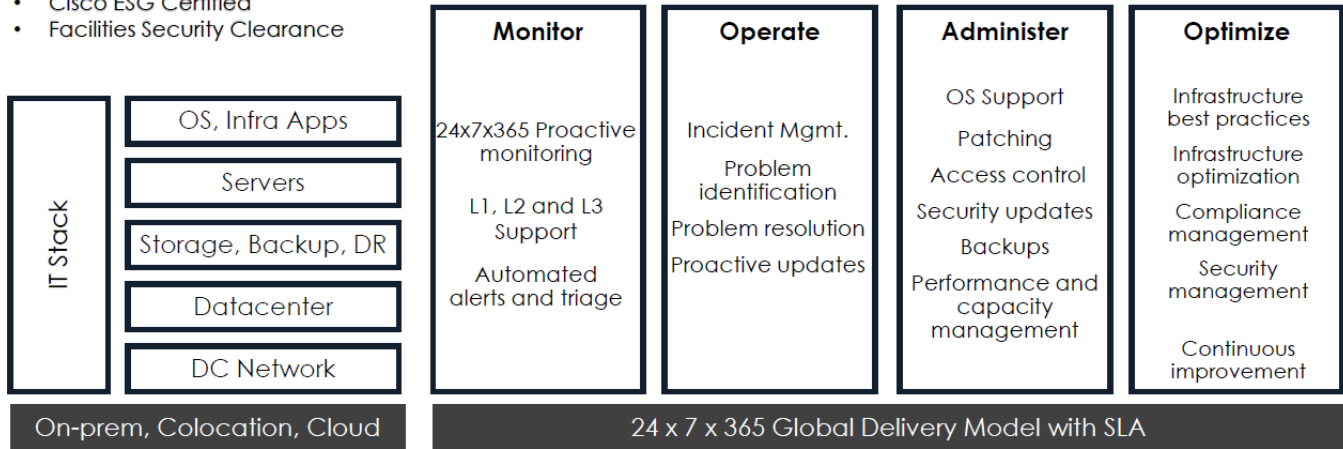 • Cisco ESG Certified
• Facilities Security Clearance
IT Stack
OS, Infra Apps
Servers
Storage, Backup, DR
Datacenter
DC Network
On-prem, Colocation, Cloud
Monitor
24x7x365 Proactive
monitoring
L1, L2 and L3
Support
Automated
alerts and triage
Operate
Incident Mgmt.
Problem
identification
Problem resolution
Proactive updates
Administer
OS Support
Patching
Access control
Security updates
Backups
Performance and
capacity
management
Optimize
Infrastructure
best practices
Infrastructure
optimization
Compliance
management
Security
management
Continuous
improvement
24 x 7 x 365 Global Delivery Model with SLA